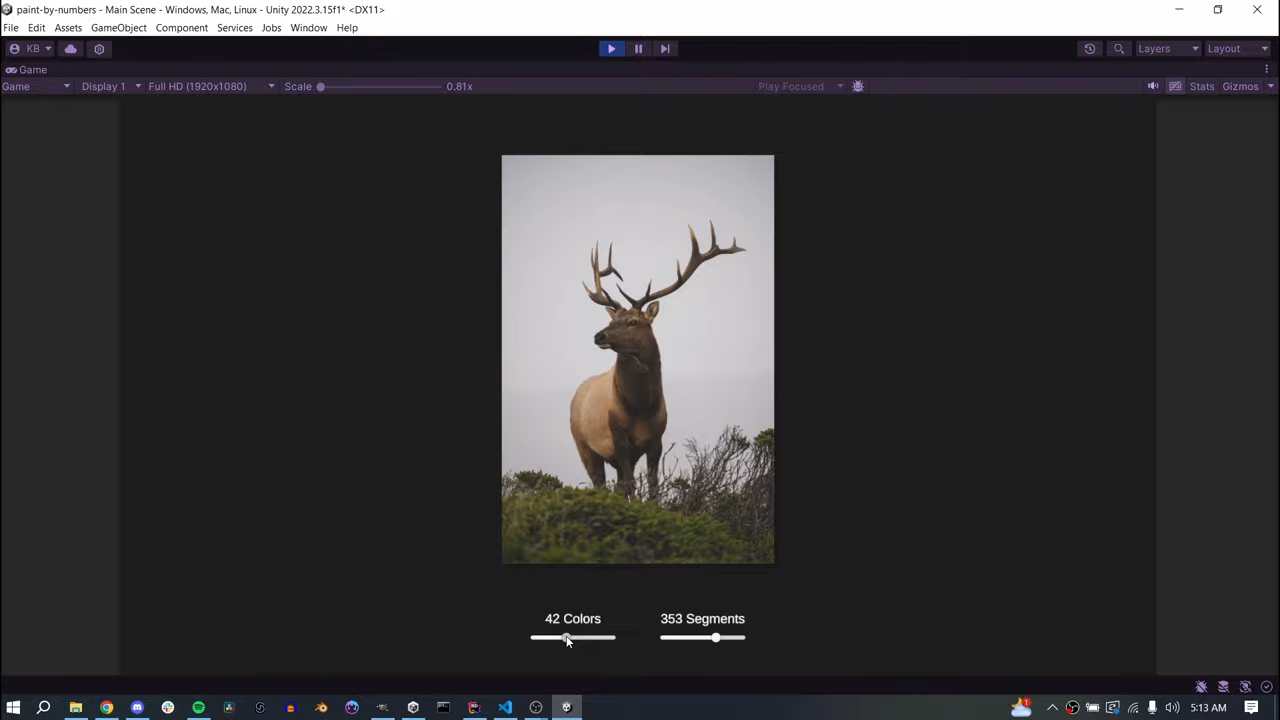 paint-by-numbers - Main Scene - Windows, Mac, Linux - Unity 2022.3.15f1* <DX11>
File Edit Assets GameObject Component Services Jobs Window Help
KB Layers Layout
Game
Game Display 1 Full HD (1920x1080) Scale 0.81x Play Focused Stats Gizmos
42 Colors 353 Segments
1 5:13 AM